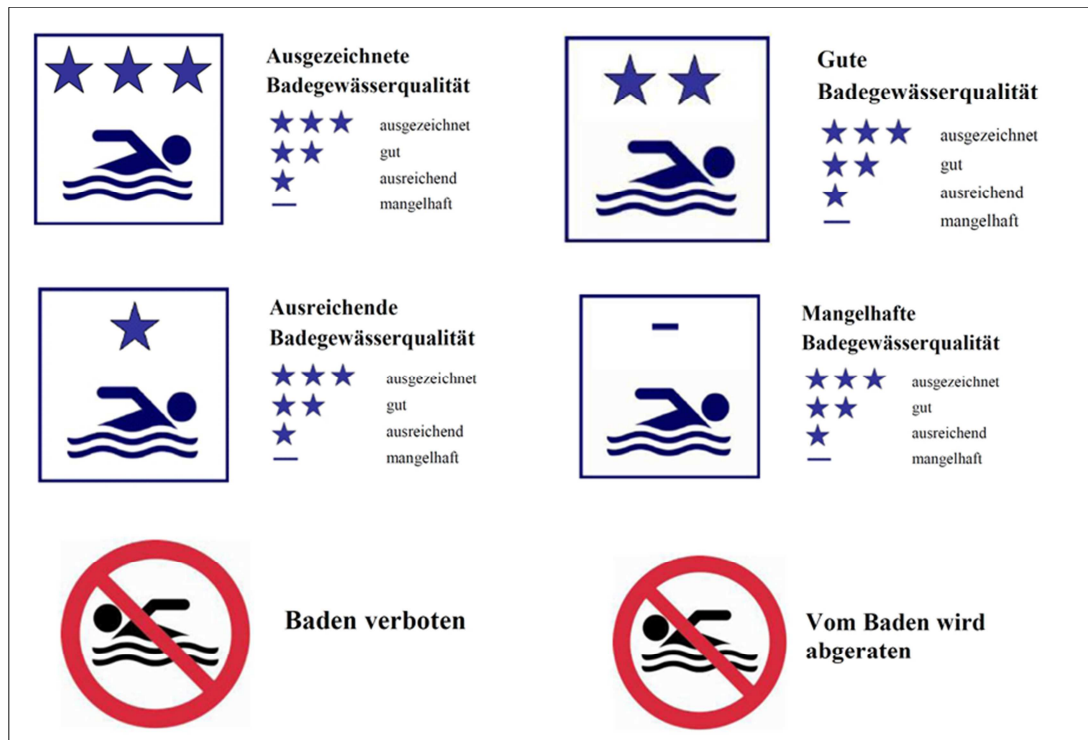 Ausgezeichnete
Badegewässerqualität
ausgezeichnet
gut
ausreichend
mangelhaft
Gute
Badegewässerqualität
ausgezeichnet
gut
ausreichend
mangelhaft
Ausreichende
Badegewässerqualität
ausgezeichnet
gut
ausreichend
mangelhaft
Mangelhafte
Badegewässerqualität
ausgezeichnet
gut
ausreichend
mangelhaft
Baden verboten
Vom Baden wird
abgeraten